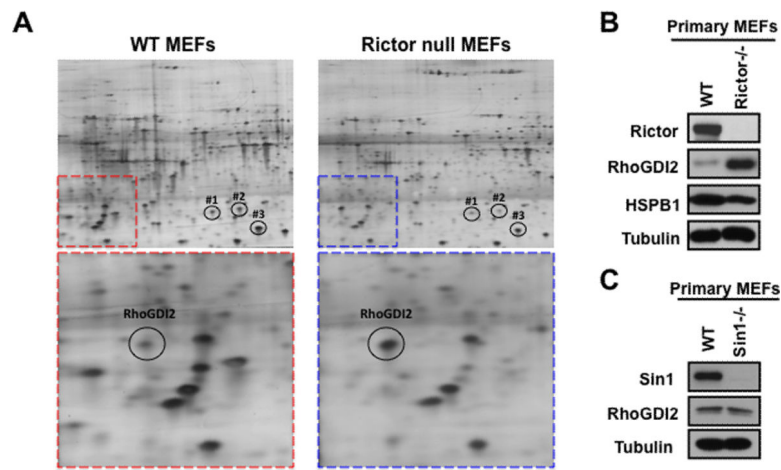 A
WT MEFs
Rictor null MEFs
#1
#2
#3
#1
#2
#3
RhoGDI2
RhoGDI2
B
Primary MEFs
WT
Rictor-/-
Rictor
RhoGDI2
HSPB1
Tubulin
C
Primary MEFs
WT
Sin1-/-
Sin1
RhoGDI2
Tubulin